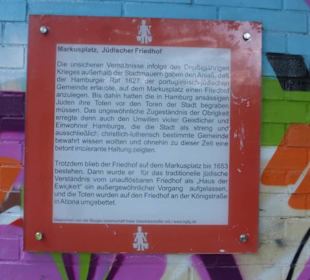 Markusplatz, Jüdischer Friedhof
Die unsicheren Verhältnisse infolge des Dreißigjährigen
Krieges außerhalb der Stadtmauern gaben den Anlaß, daß
der Hamburger Rat 1627 der portugiesisch-jüdischen
Gemeinde erlaubte, auf dem Markusplatz einen Friedhof
anzulegen. Bis dahin hatten die in Hamburg ansässigen
Juden ihre Toten vor den Toren der Stadt begraben
müssen. Das ungewöhnliche Zugeständnis der Obrigkeit
erregte denn auch den Unwillen vieler Geistlicher und
Einwohner Hamburgs, die die Stadt als streng und
ausschließlich christlich-lutherisch bestimmte Gemeinde
bewahrt wissen wollten und ohnehin zu dieser Zeit eine
betont intolerante Haltung zeigten.
Trotzdem blieb der Friedhof auf dem Markusplatz bis 1653
bestehen. Dann wurde er für das traditionelle jüdische
Verständnis vom unauflösbaren Friedhof als „Haus der
Ewigkeit" ein außergewöhnlicher Vorgang aufgelassen,
und die Toten wurden auf den Friedhof an der Königstraße
in Altona umgebettet.